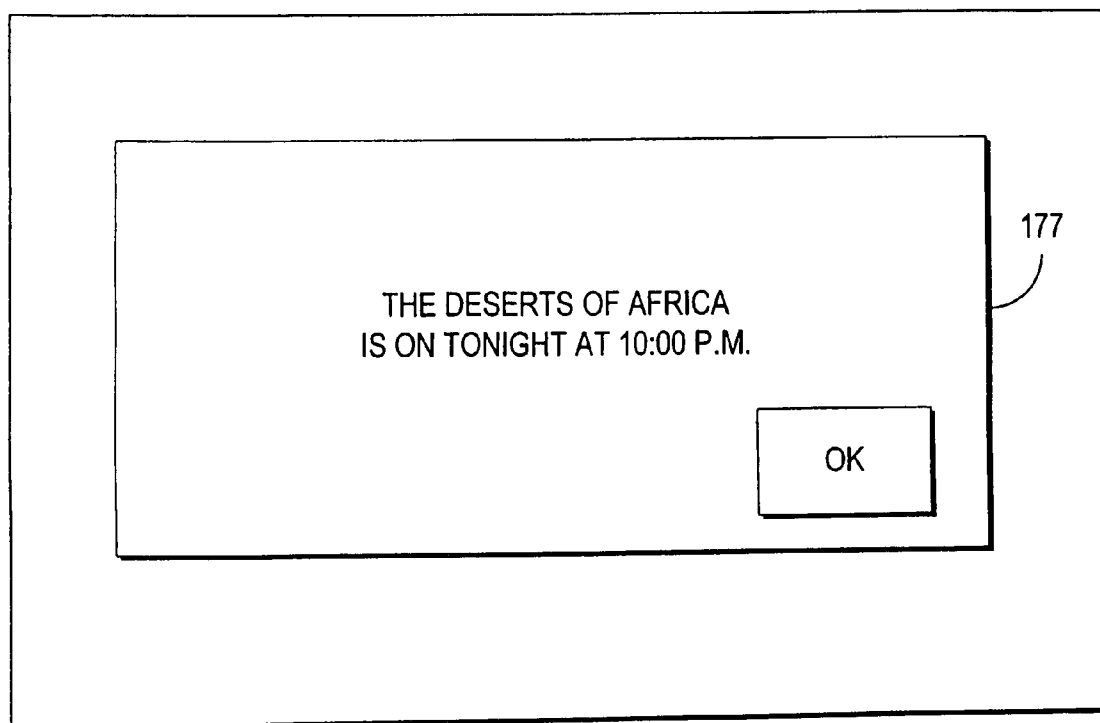 177
THE DESERTS OF AFRICA
IS ON TONIGHT AT 10:00 P.M.
OK